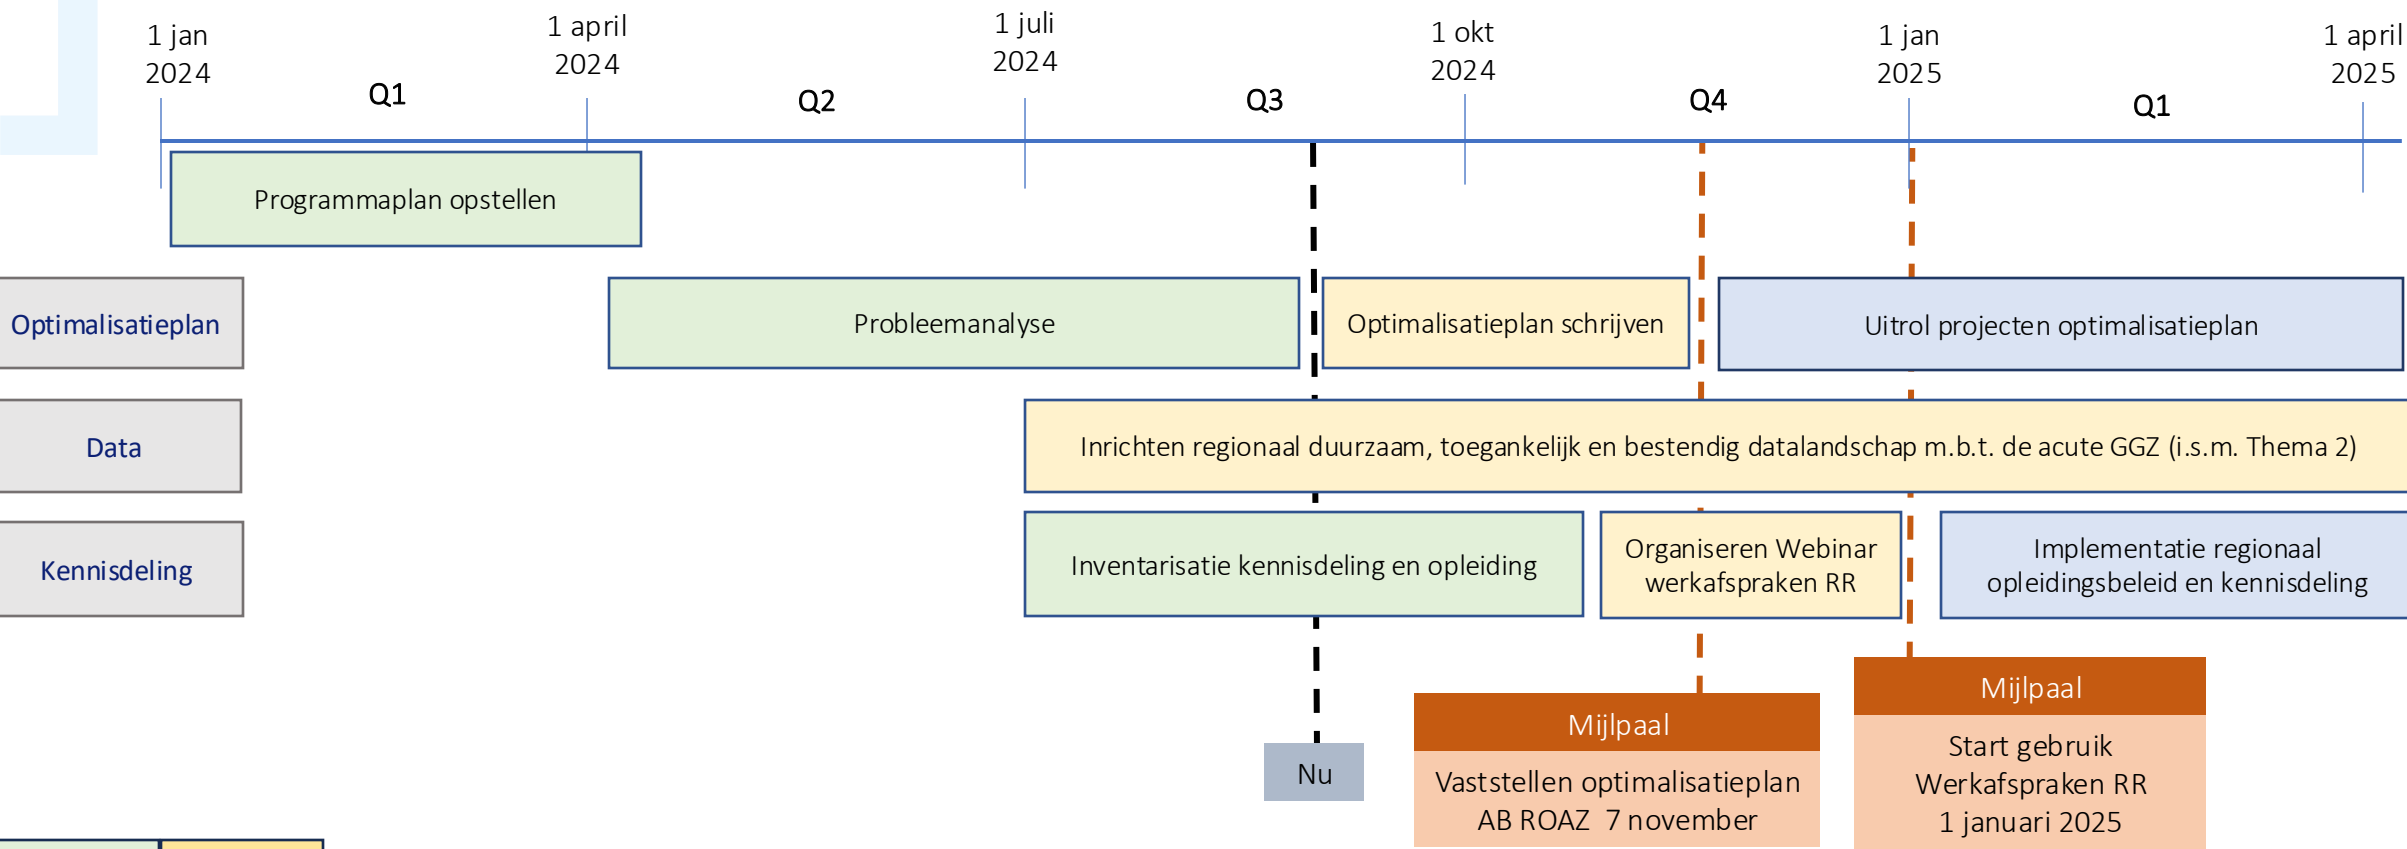 1 jan
2024
1 april
2024
1 juli
2024
1 okt
2024
1 jan
2025
1 april
2025
Q1
Q2
Q3
Q4
Q1
Programmaplan opstellen
Optimalisatieplan
Probleemanalyse
Optimalisatieplan schrijven
Uitrol projecten optimalisatieplan
Data
Inrichten regionaal duurzaam, toegankelijk en bestendig datalandschap m.b.t. de acute GGZ (i.s.m. Thema 2)
Kennisdeling
Inventarisatie kennisdeling en opleiding
Organiseren Webinar
werkafspraken RR
Implementatie regionaal
opleidingsbeleid en kennisdeling
Nu
Mijlpaal
Vaststellen optimalisatieplan
AB ROAZ 7 november
Mijlpaal
Start gebruik
Werkafspraken RR
1 januari 2025